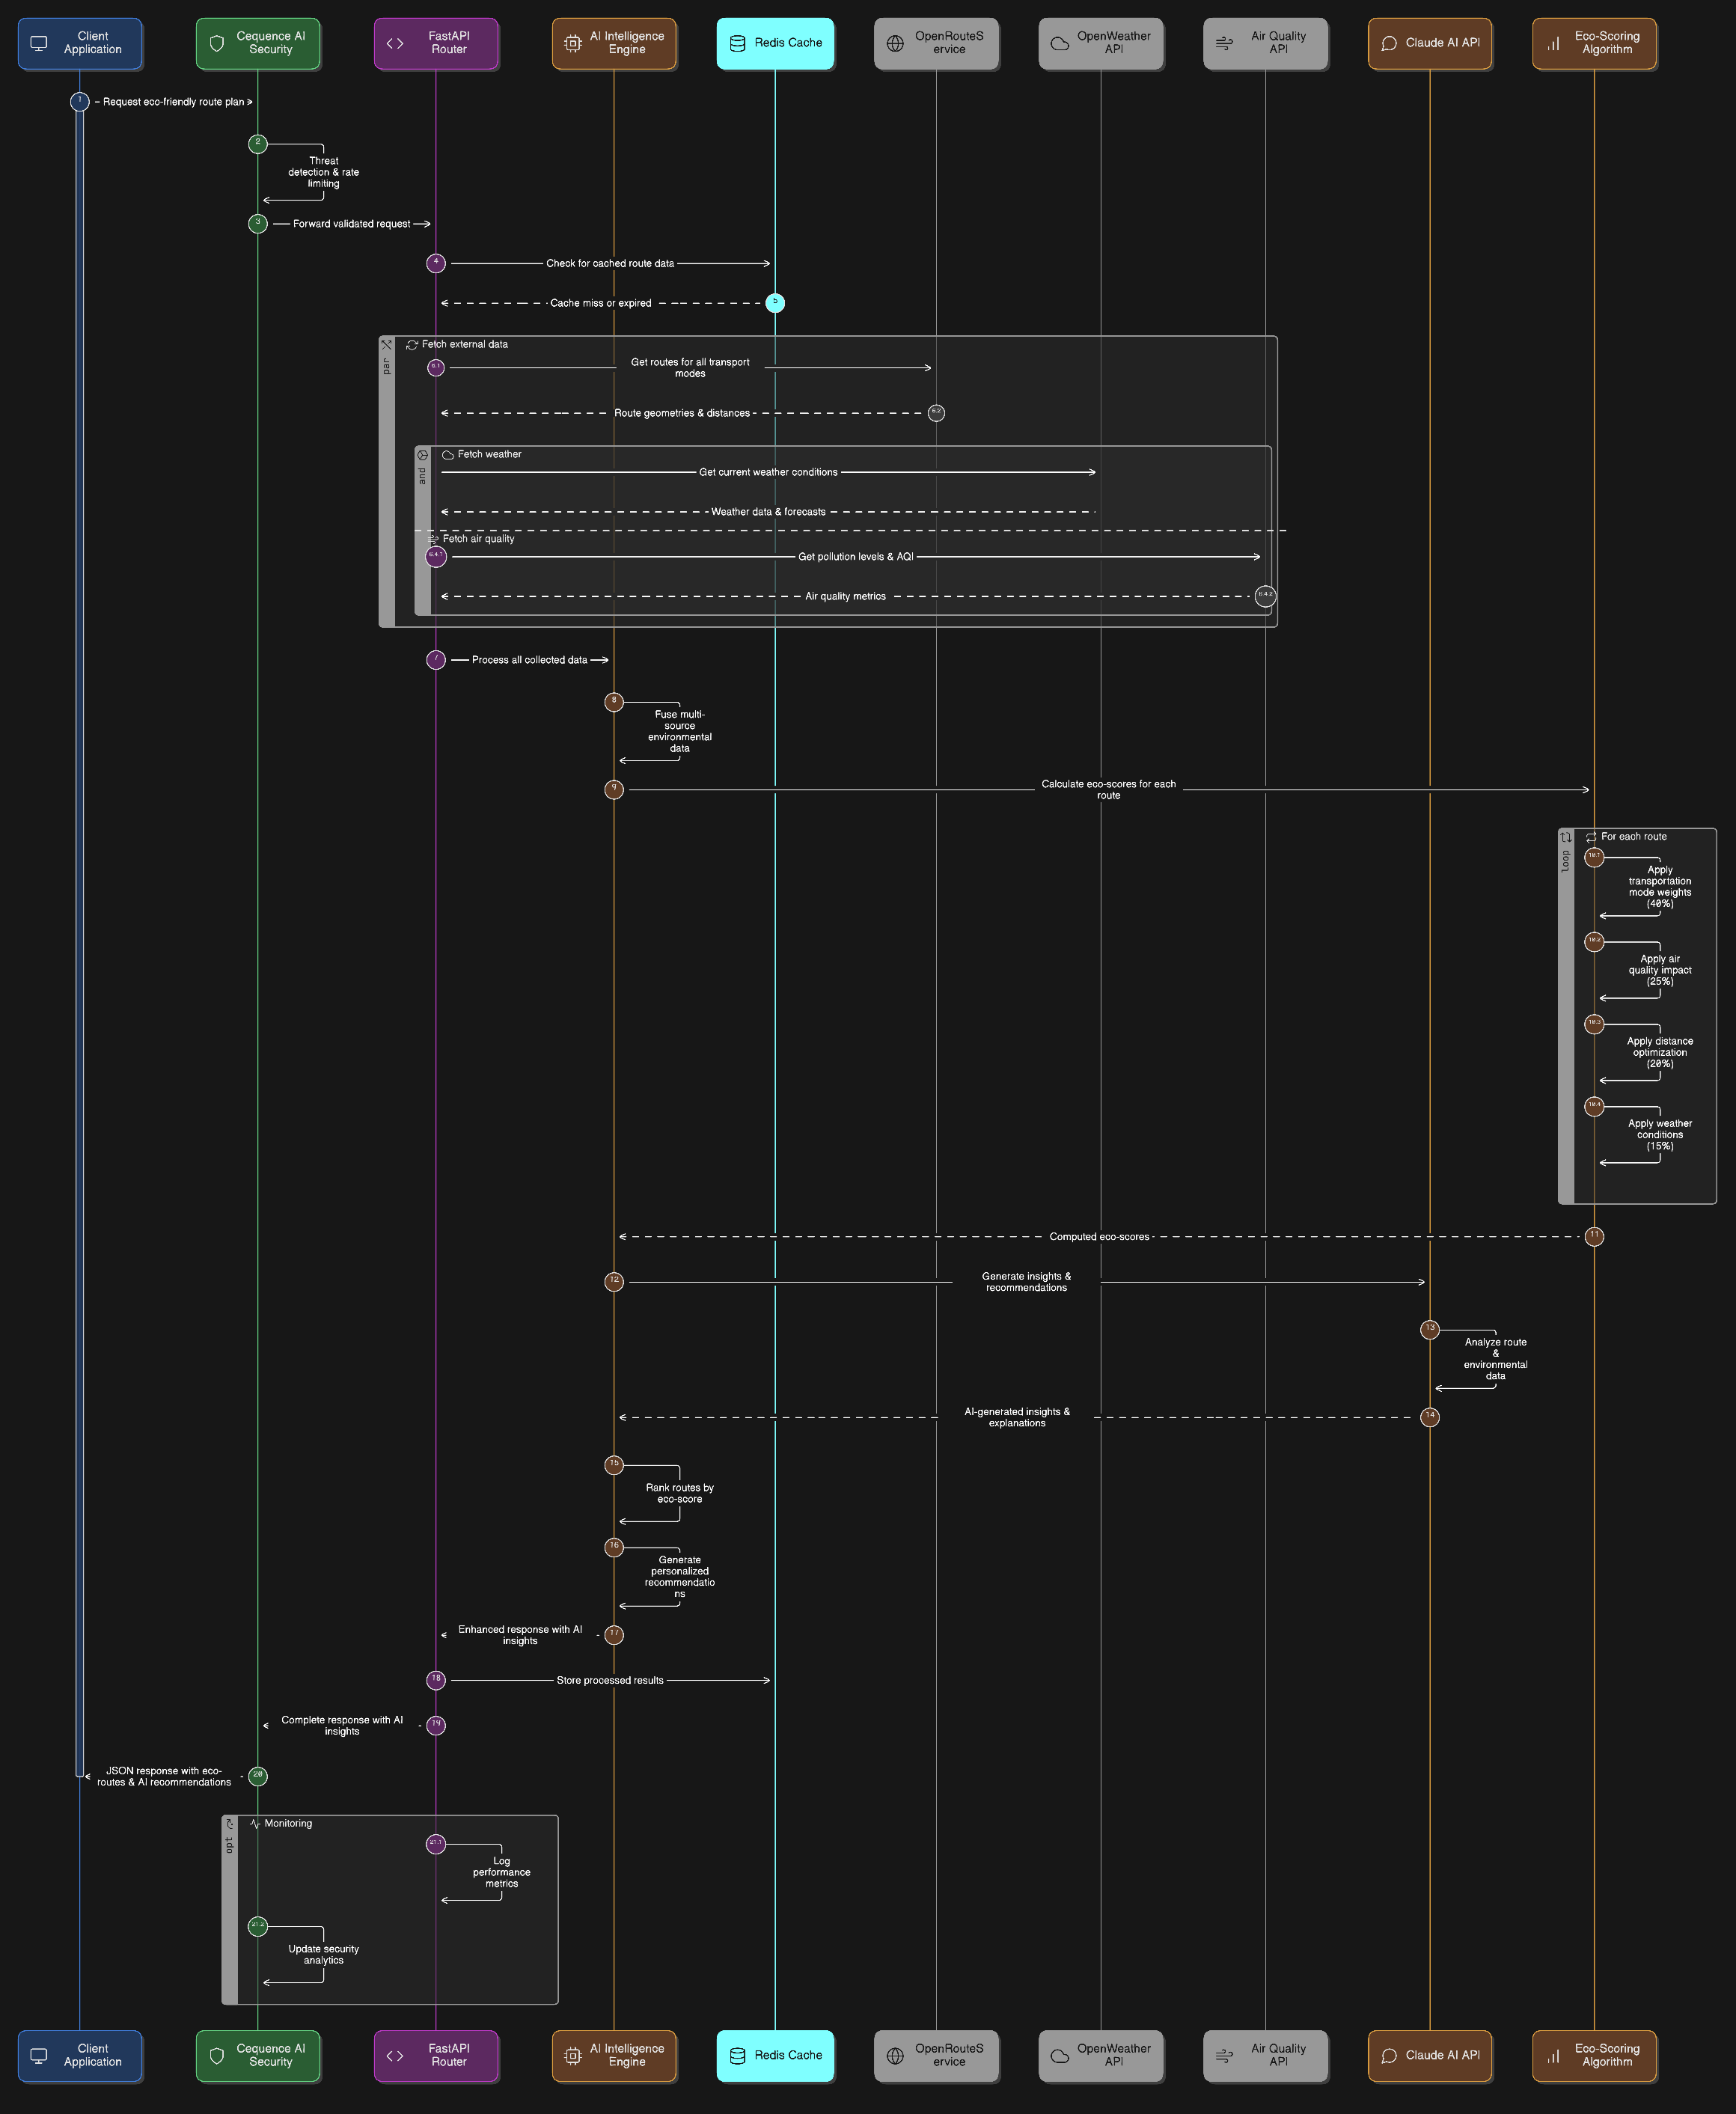 Client
Application
Cequence AI
Security
FastAPI
Router
AI Intelligence
Engine
Redis Cache
OpenRouteS
ervice
OpenWeather
API
Air Quality
API
Claude AI API
Eco-Scoring
Algorithm
1
Request eco-friendly route plan
2
Threat
detection & rate
limiting
3
Forward validated request
4
Check for cached route data
5
Cache miss or expired
par
Fetch external data
6.1
Get routes for all transport
modes
6.2
Route geometries & distances
and
Fetch weather
Get current weather conditions
Weather data & forecasts
Fetch air quality
6.4.1
Get pollution levels & AQI
6.4.2
Air quality metrics
7
Process all collected data
8
Fuse multi-
source
environmental
data
9
Calculate eco-scores for each
route
loop
For each route
10.1
Apply
transportation
mode weights
(40%)
10.2
Apply air
quality impact
(25%)
10.3
Apply distance
optimization
(20%)
10.4
Apply weather
conditions
(15%)
11
Computed eco-scores
12
Generate insights &
recommendations
13
Analyze route
&
environmental
data
14
AI-generated insights &
explanations
15
Rank routes by
eco-score
16
Generate
personalized
recommendatio
ns
17
Enhanced response with AI
insights
18
Store processed results
19
Complete response with AI
insights
20
JSON response with eco-
routes & AI recommendations
opt
Monitoring
21.1
Log
performance
metrics
21.2
Update security
analytics
Client
Application
Cequence AI
Security
FastAPI
Router
AI Intelligence
Engine
Redis Cache
OpenRouteS
ervice
OpenWeather
API
Air Quality
API
Claude AI API
Eco-Scoring
Algorithm